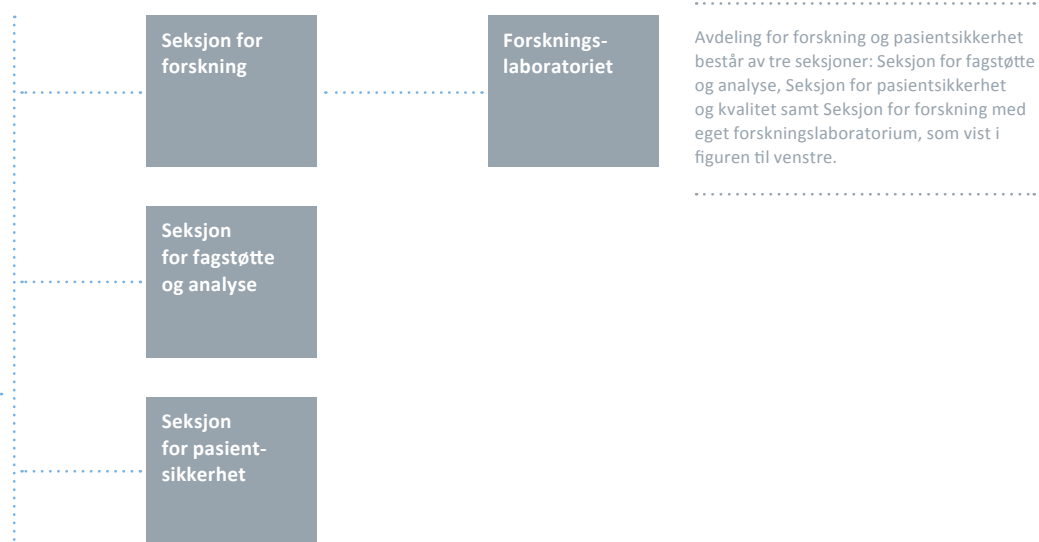 Seksjon for
forskning
Forsknings-
laboratoriet
Avdeling for forskning og pasientsikkerhet
består av tre seksjoner: Seksjon for fagstøtte
og analyse, Seksjon for pasientsikkerhet
og kvalitet samt Seksjon for forskning med
eget forskningslaboratorium, som vist i
figuren til venstre.
Seksjon
for fagstøtte
og analyse
Seksjon
for pasient-
sikkerhet